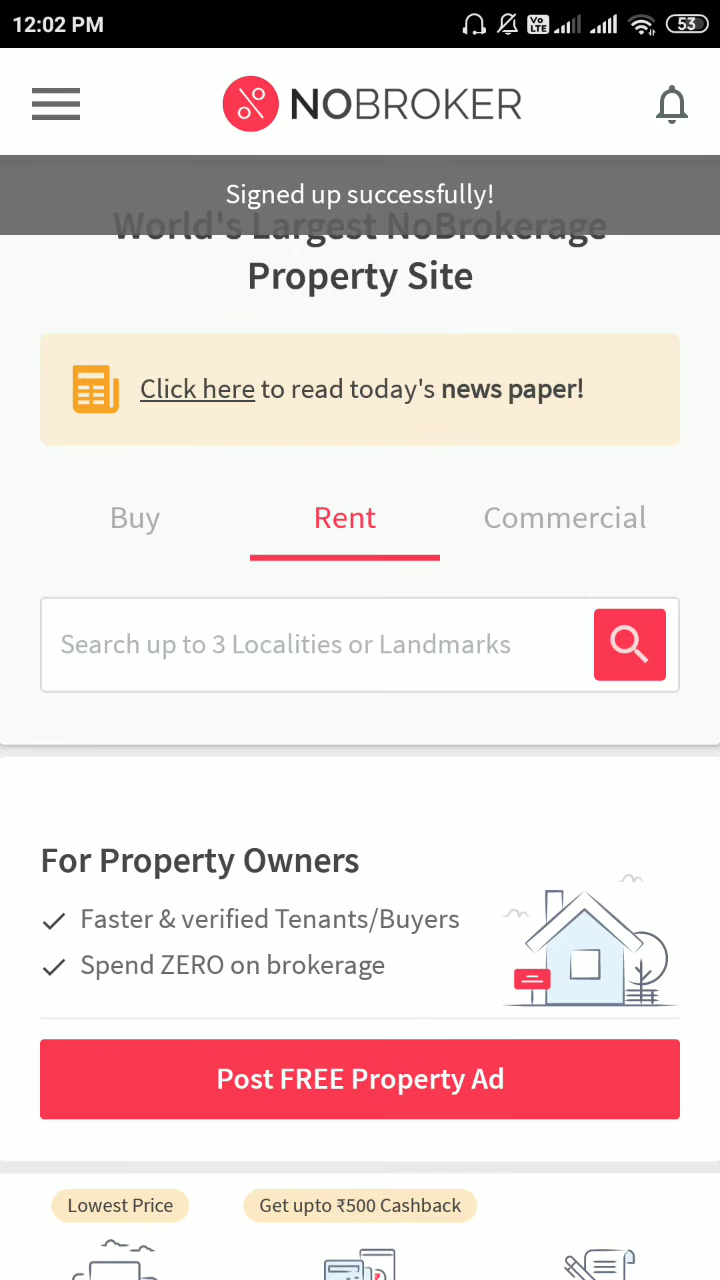 12:02 PM
Vo
LTE
53
NOBROKER
Signed up successfully!
World's Largest NoBrokerage
Property Site
Click here to read today's news paper!
Buy
Rent
Commercial
Search up to 3 Localities or Landmarks
For Property Owners
Faster & verified Tenants/Buyers
Spend ZERO on brokerage
Post FREE Property Ad
Lowest Price
Get upto ₹500 Cashback